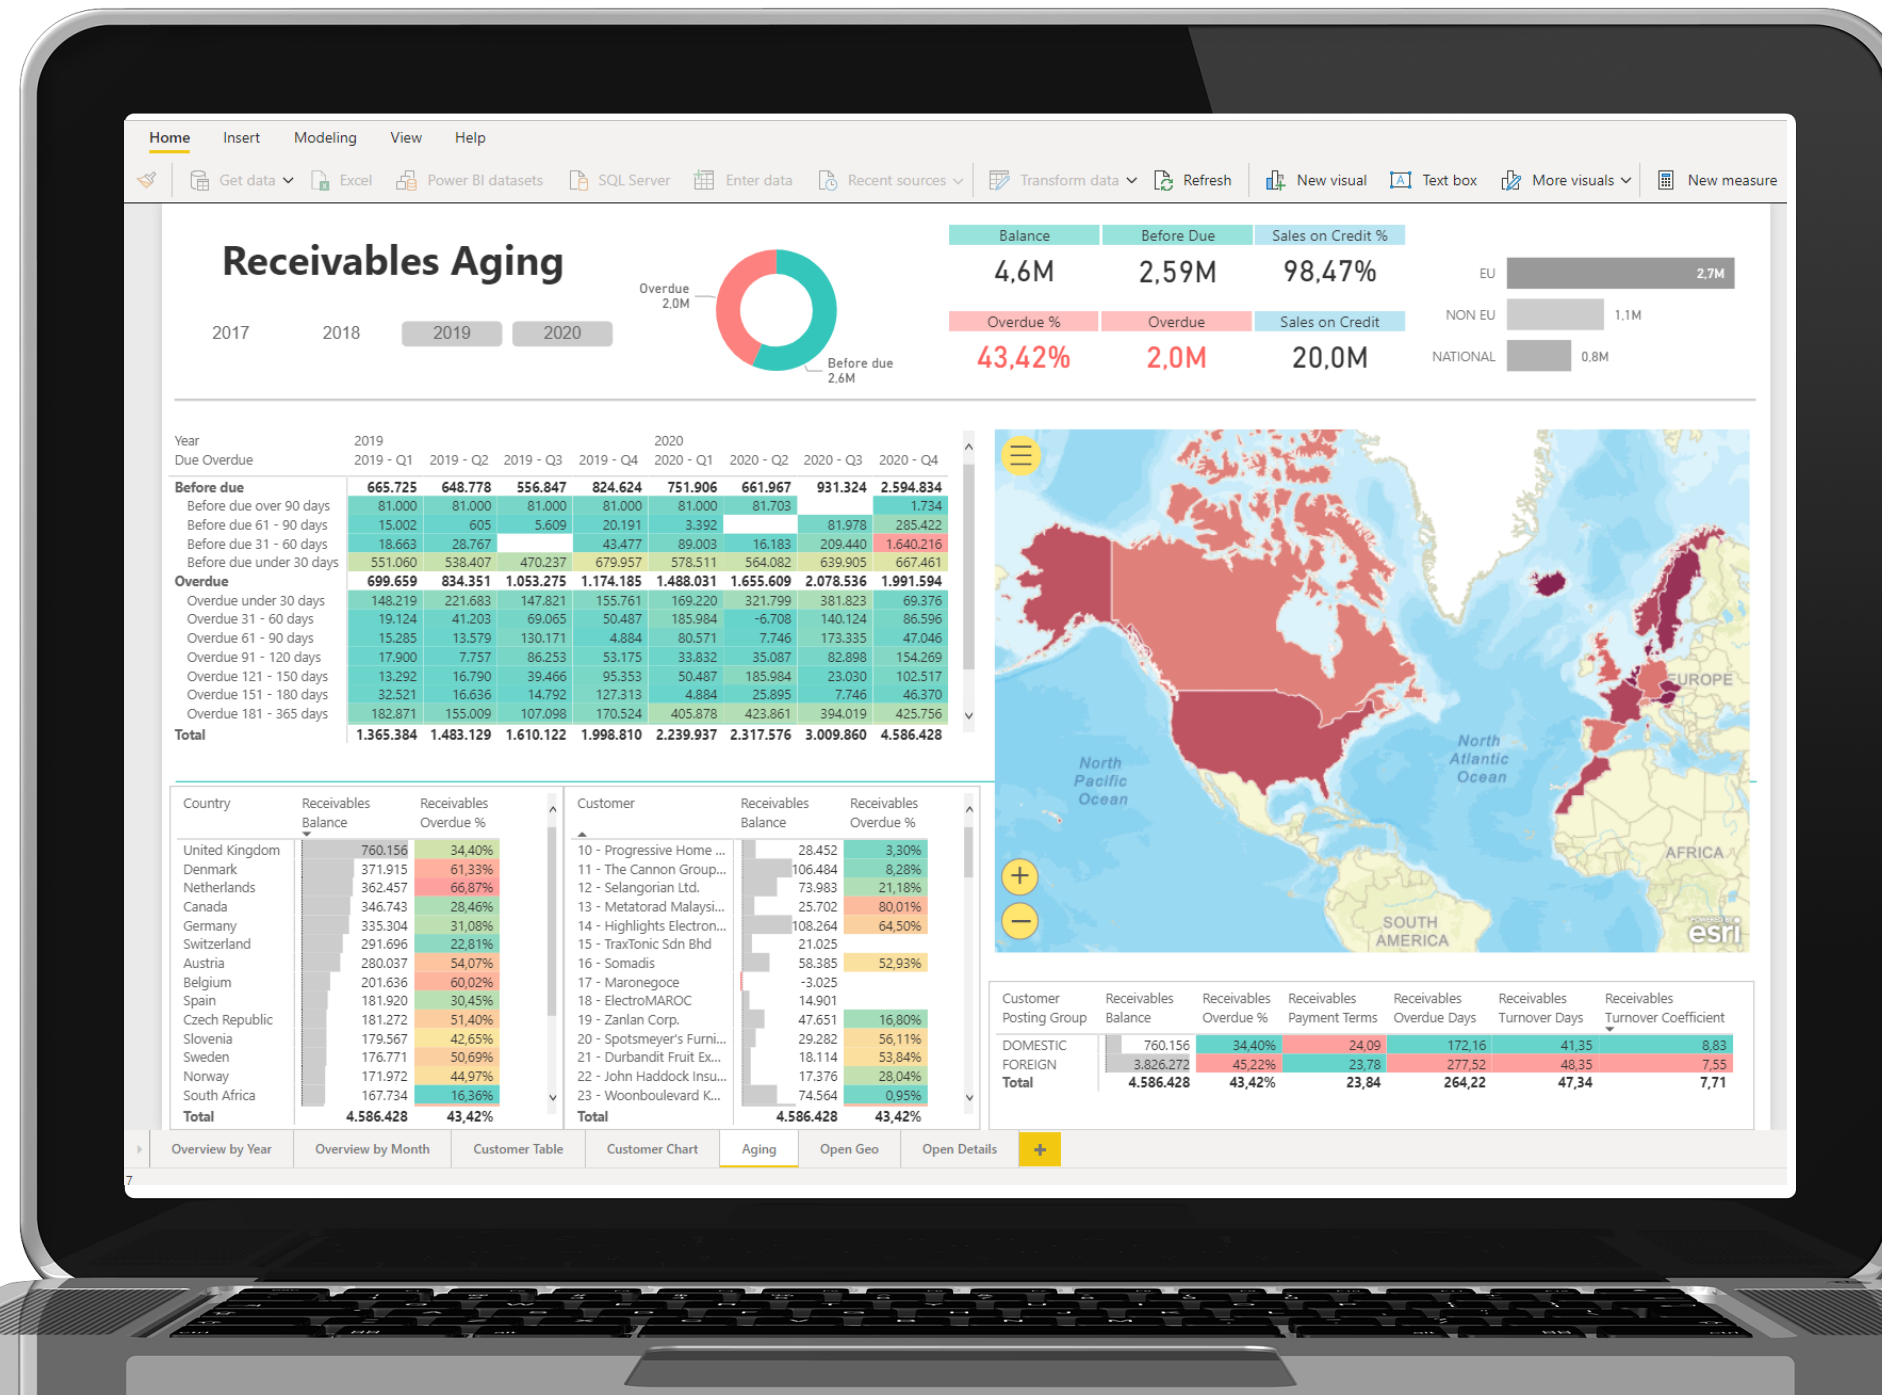 Home Insert Modeling View Help
Get data Excel Power BI datasets SQL Server Enter data Recent sources Transform data Refresh New visual Text box More visuals New measure
Receivables Aging
2017 2018 2019 2020
Overdue
2,0M
Before due
2,6M
Balance Before Due Sales on Credit %
4,6M 2,59M 98,47%
Overdue % Overdue Sales on Credit
43,42% 2,0M 20,0M
EU 2,7M
NON EU 1,1M
NATIONAL 0,8M
Year 2019 2020
Due Overdue 2019 - Q1 2019 - Q2 2019 - Q3 2019 - Q4 2020 - Q1 2020 - Q2 2020 - Q3 2020 - Q4
Before due 665.725 648.778 556.847 824.624 751.906 661.967 931.324 2.594.834
Before due over 90 days 81.000 81.000 81.000 81.000 81.000 81.703 1.734
Before due 61 - 90 days 15.002 605 5.609 20.191 3.392 81.978 285.422
Before due 31 - 60 days 18.663 28.767 43.477 89.003 16.183 209.440 1.640.216
Before due under 30 days 551.060 538.407 470.237 679.957 578.511 564.082 639.905 667.461
Overdue 699.659 834.351 1.053.275 1.174.185 1.488.031 1.655.609 2.078.536 1.991.594
Overdue under 30 days 148.219 221.683 147.821 155.761 169.220 321.799 381.823 69.376
Overdue 31 - 60 days 19.124 41.203 69.065 50.487 185.984 -6.708 140.124 86.596
Overdue 61 - 90 days 15.285 13.579 130.171 4.884 80.571 7.746 173.335 47.046
Overdue 91 - 120 days 17.900 7.757 86.253 53.175 33.832 35.087 82.898 154.269
Overdue 121 - 150 days 13.292 16.790 39.466 95.353 50.487 185.984 23.030 102.517
Overdue 151 - 180 days 32.521 16.636 14.792 127.313 4.884 25.895 7.746 46.370
Overdue 181 - 365 days 182.871 155.009 107.098 170.524 405.878 423.861 394.019 425.756
Total 1.365.384 1.483.129 1.610.122 1.998.810 2.239.937 2.317.576 3.009.860 4.586.428
EUROPE
North
Atlantic
Ocean
North
Pacific
Ocean
AFRICA
SOUTH
AMERICA
POWERED BY
esri
Country Receivables Receivables
Balance Overdue %
United Kingdom 760.156 34,40%
Denmark 371.915 61,33%
Netherlands 362.457 66,87%
Canada 346.743 28,46%
Germany 335.304 31,08%
Switzerland 291.696 22,81%
Austria 280.037 54,07%
Belgium 201.636 60,02%
Spain 181.920 30,45%
Czech Republic 181.272 51,40%
Slovenia 179.567 42,65%
Sweden 176.771 50,69%
Norway 171.972 44,97%
South Africa 167.734 16,36%
Total 4.586.428 43,42%
Customer Receivables Receivables
Balance Overdue %
10 - Progressive Home ... 28.452 3,30%
11 - The Cannon Group... 106.484 8,28%
12 - Selangorian Ltd. 73.983 21,18%
13 - Metatorad Malaysi... 25.702 80,01%
14 - Highlights Electron... 108.264 64,50%
15 - TraxTonic Sdn Bhd 21.025
16 - Somadis 58.385 52,93%
17 - Maronegoce -3.025
18 - ElectroMAROC 14.901
19 - Zanlan Corp. 47.651 16,80%
20 - Spotsmeyer's Furni... 29.282 56,11%
21 - Durbandit Fruit Ex... 18.114 53,84%
22 - John Haddock Insu... 17.376 28,04%
23 - Woonboulevard K... 74.564 0,95%
Total 4.586.428 43,42%
Customer Receivables Receivables Receivables Receivables Receivables Receivables
Posting Group Balance Overdue % Payment Terms Overdue Days Turnover Days Turnover Coefficient
DOMESTIC 760.156 34,40% 24,09 172,16 41,35 8,83
FOREIGN 3.826.272 45,22% 23,78 277,52 48,35 7,55
Total 4.586.428 43,42% 23,84 264,22 47,34 7,71
Overview by Year Overview by Month Customer Table Customer Chart Aging Open Geo Open Details +
7